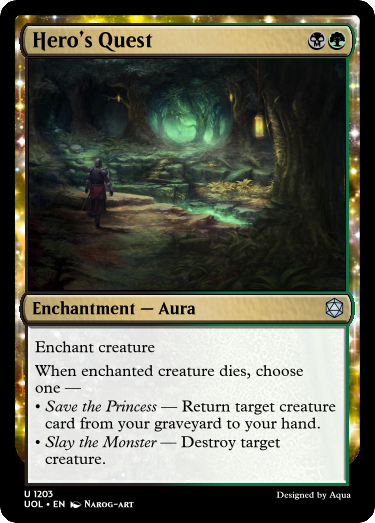 Hero's Quest
Enchantment — Aura
Enchant creature
When enchanted creature dies, choose
one —
• Save the Princess — Return target creature
card from your graveyard to your hand.
• Slay the Monster — Destroy target
creature.
U 1203
Designed by Aqua
UOL • EN Narog-art